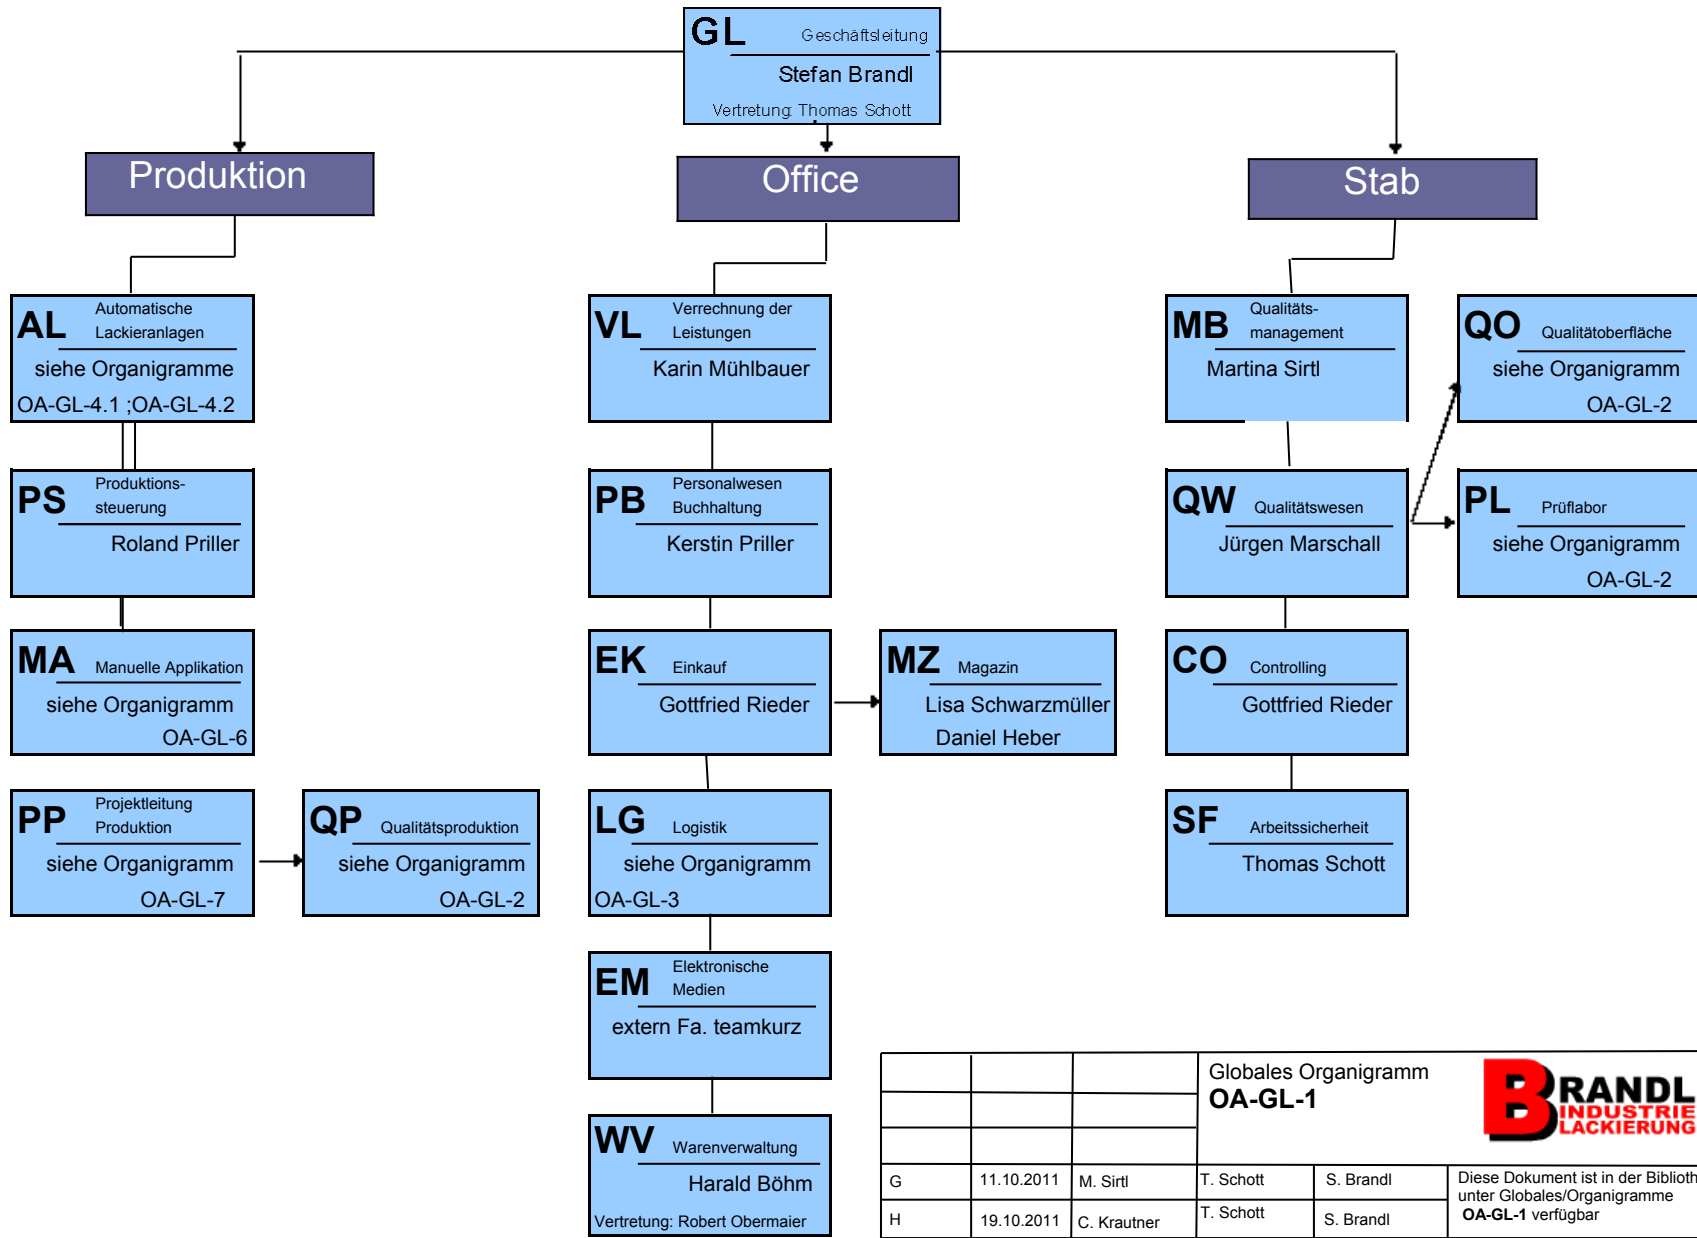 GL Geschäftsleitung
Stefan Brandl
Vertretung: Thomas Schott
Produktion
Office
Stab
AL Automatische
Lackieranlagen
siehe Organigramme
OA-GL-4.1 ;OA-GL-4.2
PS Produktions-
steuerung
Roland Priller
MA Manuelle Applikation
siehe Organigramm
OA-GL-6
PP Projektleitung
Produktion
siehe Organigramm
OA-GL-7
QP Qualitätsproduktion
siehe Organigramm
OA-GL-2
VL Verrechnung der
Leistungen
Karin Mühlbauer
PB Personalwesen
Buchhaltung
Kerstin Priller
EK Einkauf
Gottfried Rieder
MZ Magazin
Lisa Schwarzmüller
Daniel Heber
LG Logistik
siehe Organigramm
OA-GL-3
EM Elektronische
Medien
extern Fa. teamkurz
WV Warenverwaltung
Harald Böhm
Vertretung: Robert Obermaier
MB Qualitäts-
management
Martina Sirtl
QO Qualitätoberfläche
siehe Organigramm
OA-GL-2
QW Qualitätswesen
Jürgen Marschall
PL Prüflabor
siehe Organigramm
OA-GL-2
CO Controlling
Gottfried Rieder
SF Arbeitssicherheit
Thomas Schott
Globales Organigramm
OA-GL-1
BRANDL
INDUSTRIE
LACKIERUNG
G 11.10.2011 M. Sirtl T. Schott S. Brandl
H 19.10.2011 C. Krautner T. Schott S. Brandl
Diese Dokument ist in der Biblioth
unter Globales/Organigramme
OA-GL-1 verfügbar